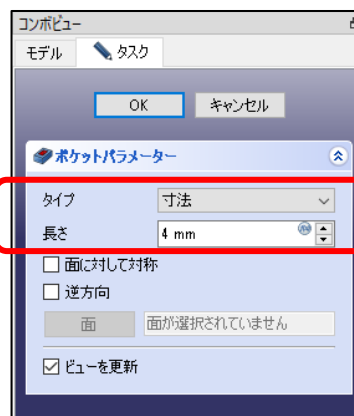 コンボビュー
モデル タスク
OK キャンセル
ポケットパラメーター
タイプ 寸法
長さ 4 mm
面に対して対称
逆方向
面 面が選択されていません
ビューを更新